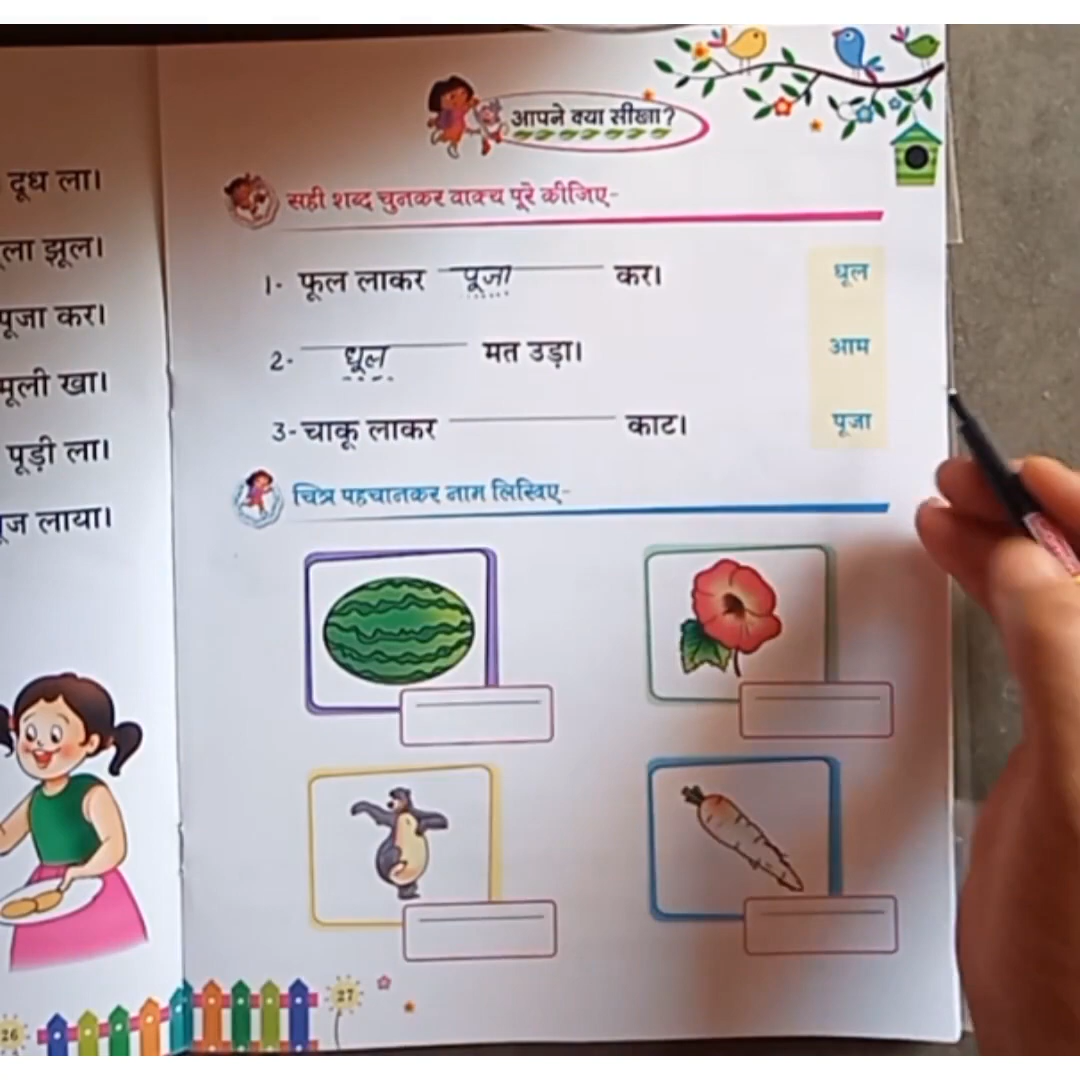 दूध ला।
ला झूल।
पूजा कर।
मूली खा।
पूड़ी ला।
लाया।
26
आपने क्या सीखा?
सही शब्द चुनकर वाक्य पूरे कीजिए-
1- फूल लाकर पूजा कर। धूल
2- धूल मत उड़ा। आम
3- चाकू लाकर काट। पूजा
चित्र पहचानकर नाम लिखिए-
27